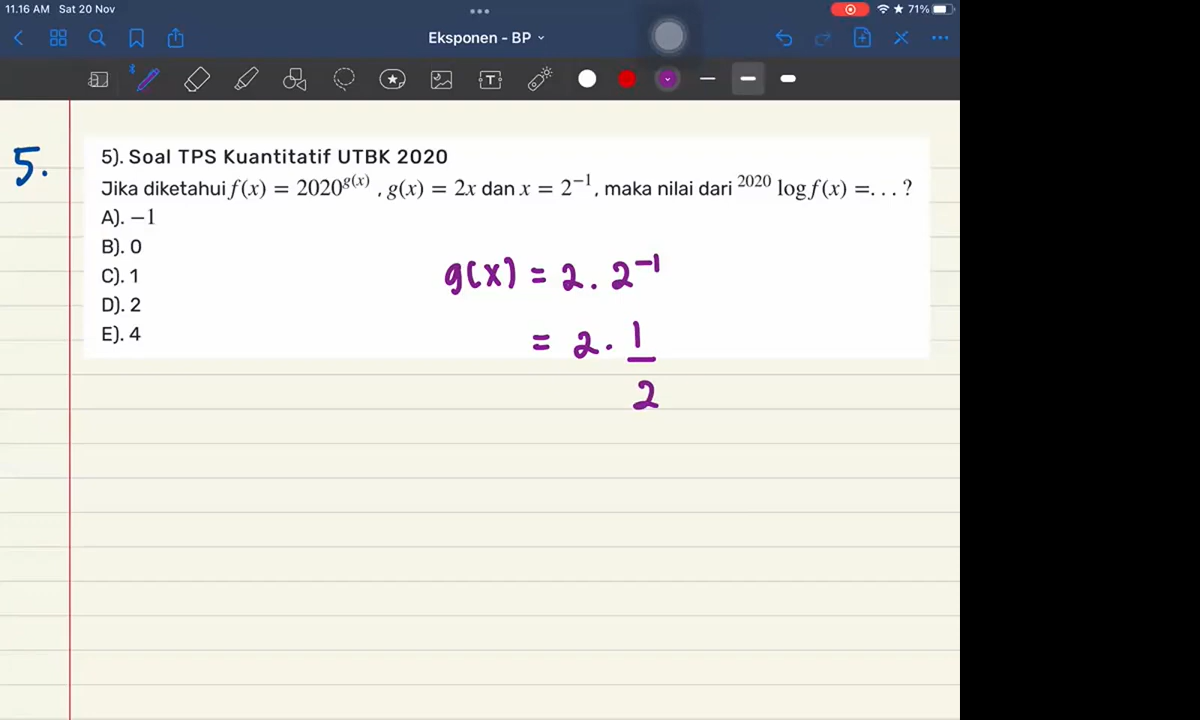 11.16 AM Sat 20 Nov
71%
Eksponen - BP
5.
5). Soal TPS Kuantitatif UTBK 2020
Jika diketahui f(x) = 2020^{g(x)} , g(x) = 2x dan x = 2^{-1}, maka nilai dari ^{2020} log f(x) =. . . ?
A). −1
B). 0
C). 1
D). 2
E). 4
g(x) = 2 . 2^{-1}
= 2 . \frac{1}{2}